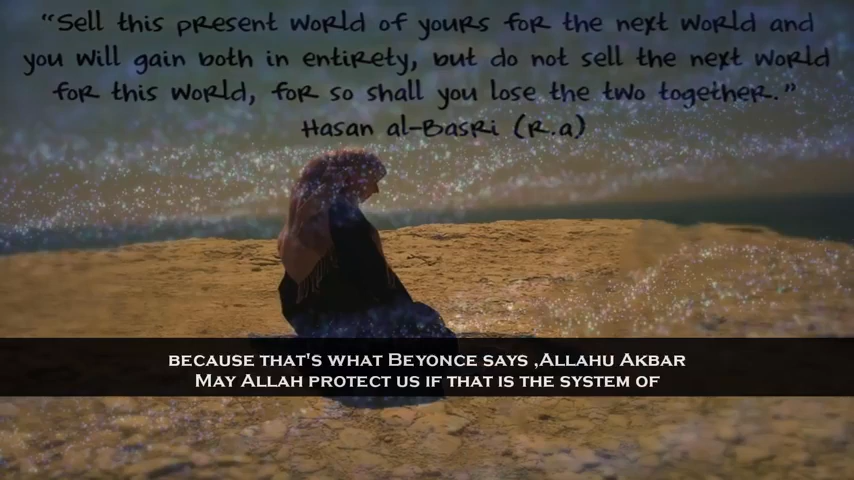 "Sell this present world of yours for the next world and
you will gain both in entirety, but do not sell the next world
for this world, for so shall you lose the two together."
Hasan al-Basri (R.a)
BECAUSE THAT'S WHAT BEYONCE SAYS ,ALLAHU AKBAR
MAY ALLAH PROTECT US IF THAT IS THE SYSTEM OF